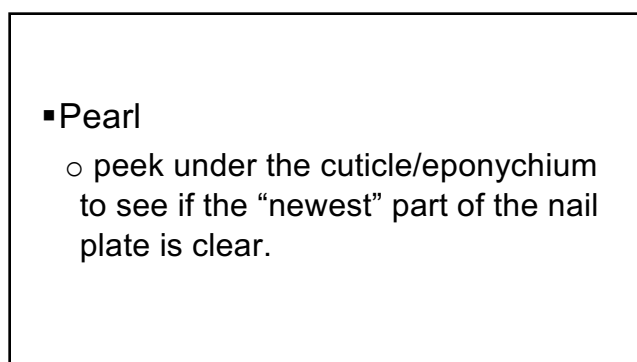 ▪Pearl
o peek under the cuticle/eponychium
to see if the “newest” part of the nail
plate is clear.